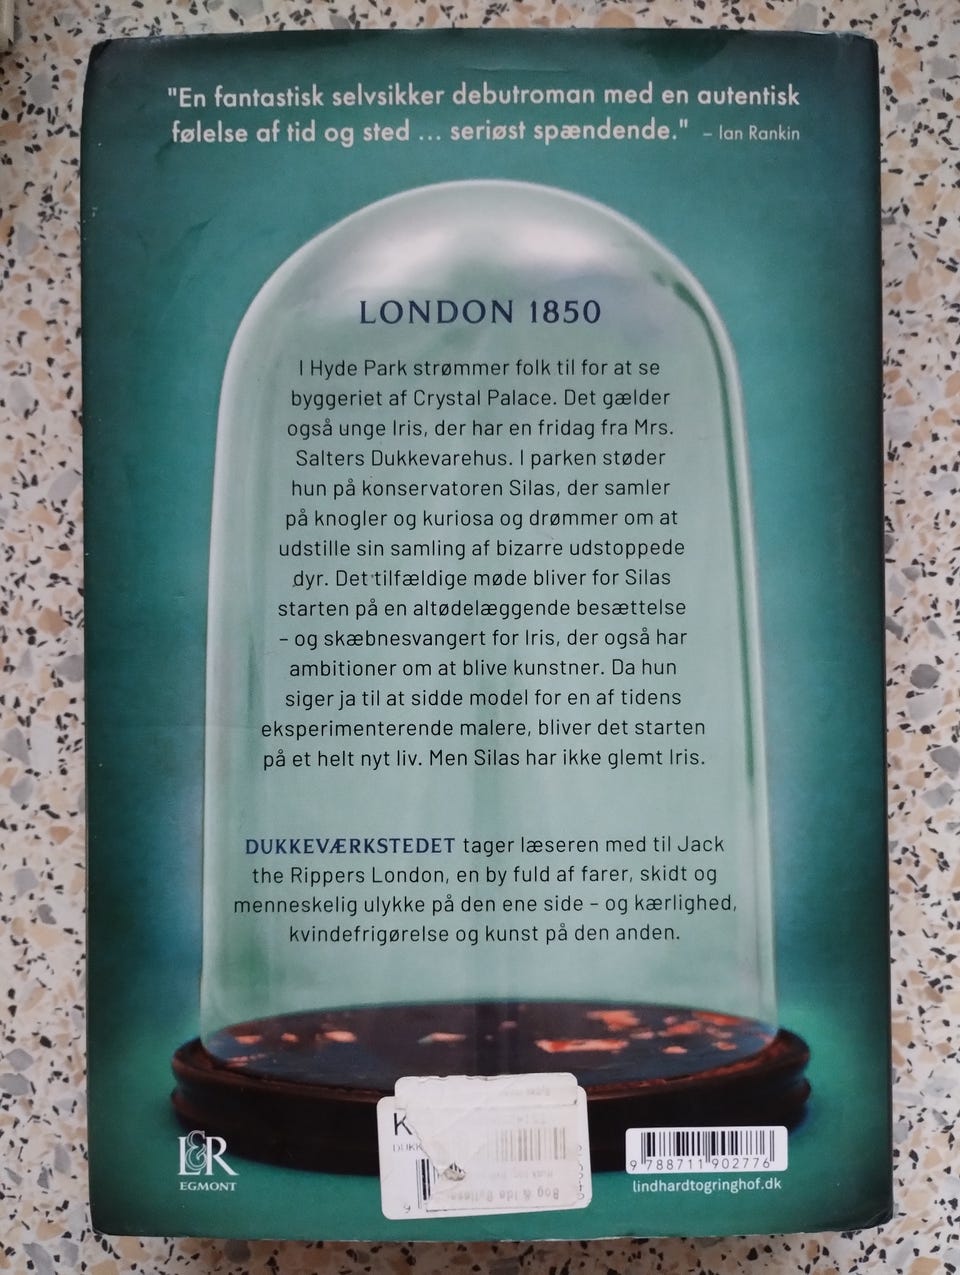 "En fantastisk selvsikker debutroman med en autentisk
følelse af tid og sted ... seriøst spændende." – Ian Rankin
LONDON 1850
I Hyde Park strømmer folk til for at se
byggeriet af Crystal Palace. Det gælder
også unge Iris, der har en fridag fra Mrs.
Salters Dukkevarehus. I parken støder
hun på konservatoren Silas, der samler
på knogler og kuriosa og drømmer om at
udstille sin samling af bizarre udstoppede
dyr. Det tilfældige møde bliver for Silas
starten på en altødelæggende besættelse
– og skæbnesvangert for Iris, der også har
ambitioner om at blive kunstner. Da hun
siger ja til at sidde model for en af tidens
eksperimenterende malere, bliver det starten
på et helt nyt liv. Men Silas har ikke glemt Iris.
DUKKEVÆRKSTEDET tager læseren med til Jack
the Rippers London, en by fuld af farer, skidt og
menneskelig ulykke på den ene side – og kærlighed,
kvindefrigørelse og kunst på den anden.
K
DUKK
9
Bog & Idé
L&R
EGMONT
9 788711 902776
lindhardtogringhof.dk